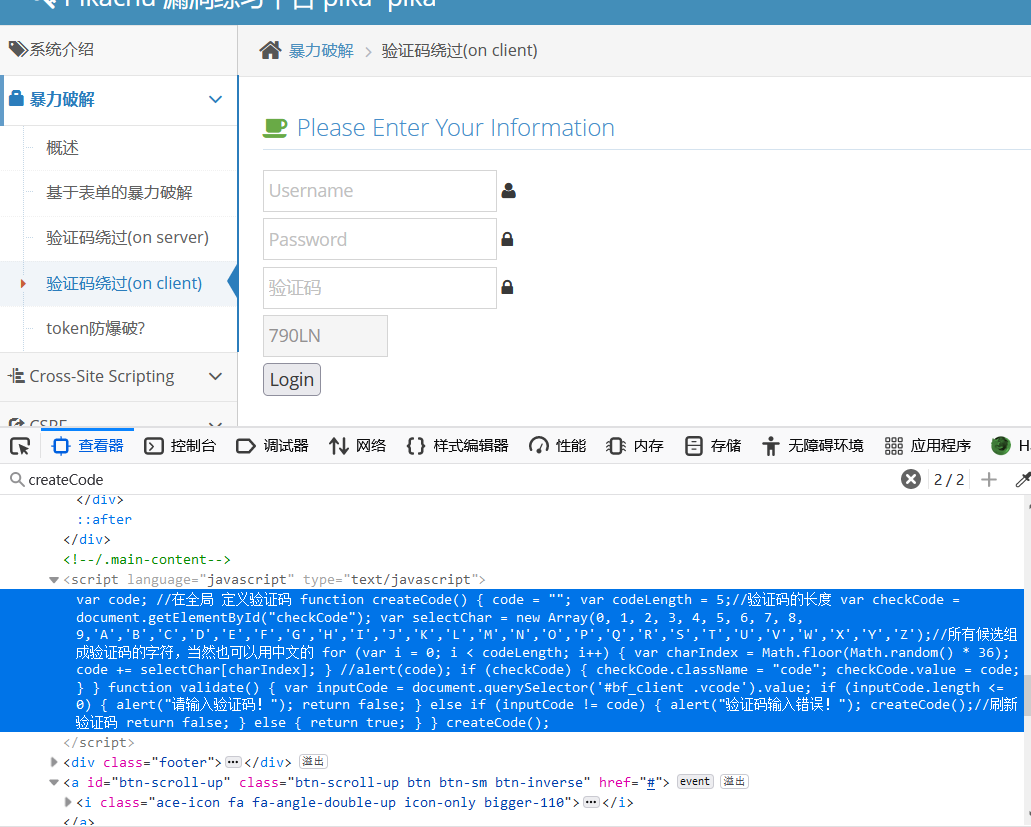 Pikachu 漏洞练习平台 pika~pika~
系统介绍
暴力破解 > 验证码绕过(on client)
暴力破解
Please Enter Your Information
概述
基于表单的暴力破解
验证码绕过(on server)
验证码绕过(on client)
token防爆破?
Cross-Site Scripting
CSRF
Username
Password
验证码
790LN
Login
查看器 控制台 调试器 网络 {} 样式编辑器 性能 内存 存储 无障碍环境 应用程序 H
createCode 2 / 2 +
</div>
::after
</div>
<!--/.main-content-->
<script language="javascript" type="text/javascript">
var code; //在全局 定义验证码 function createCode() { code = ""; var codeLength = 5;//验证码的长度 var checkCode =
document.getElementById("checkCode"); var selectChar = new Array(0, 1, 2, 3, 4, 5, 6, 7, 8,
9,'A','B','C','D','E','F','G','H','I','J','K','L','M','N','O','P','Q','R','S','T','U','V','W','X','Y','Z');//所有候选组
成验证码的字符，当然也可以用中文的 for (var i = 0; i < codeLength; i++) { var charIndex = Math.floor(Math.random() * 36);
code += selectChar[charIndex]; } //alert(code); if (checkCode) { checkCode.className = "code"; checkCode.value = code;
} } function validate() { var inputCode = document.querySelector('#bf_client .vcode').value; if (inputCode.length <=
0) { alert("请输入验证码！"); return false; } else if (inputCode != code) { alert("验证码输入错误！"); createCode();//刷新
验证码 return false; } else { return true; } } createCode();
</script>
<div class="footer">…</div> 溢出
<a id="btn-scroll-up" class="btn-scroll-up btn btn-sm btn-inverse" href="#"> event 溢出
<i class="ace-icon fa fa-angle-double-up icon-only bigger-110">…</i>
</a>